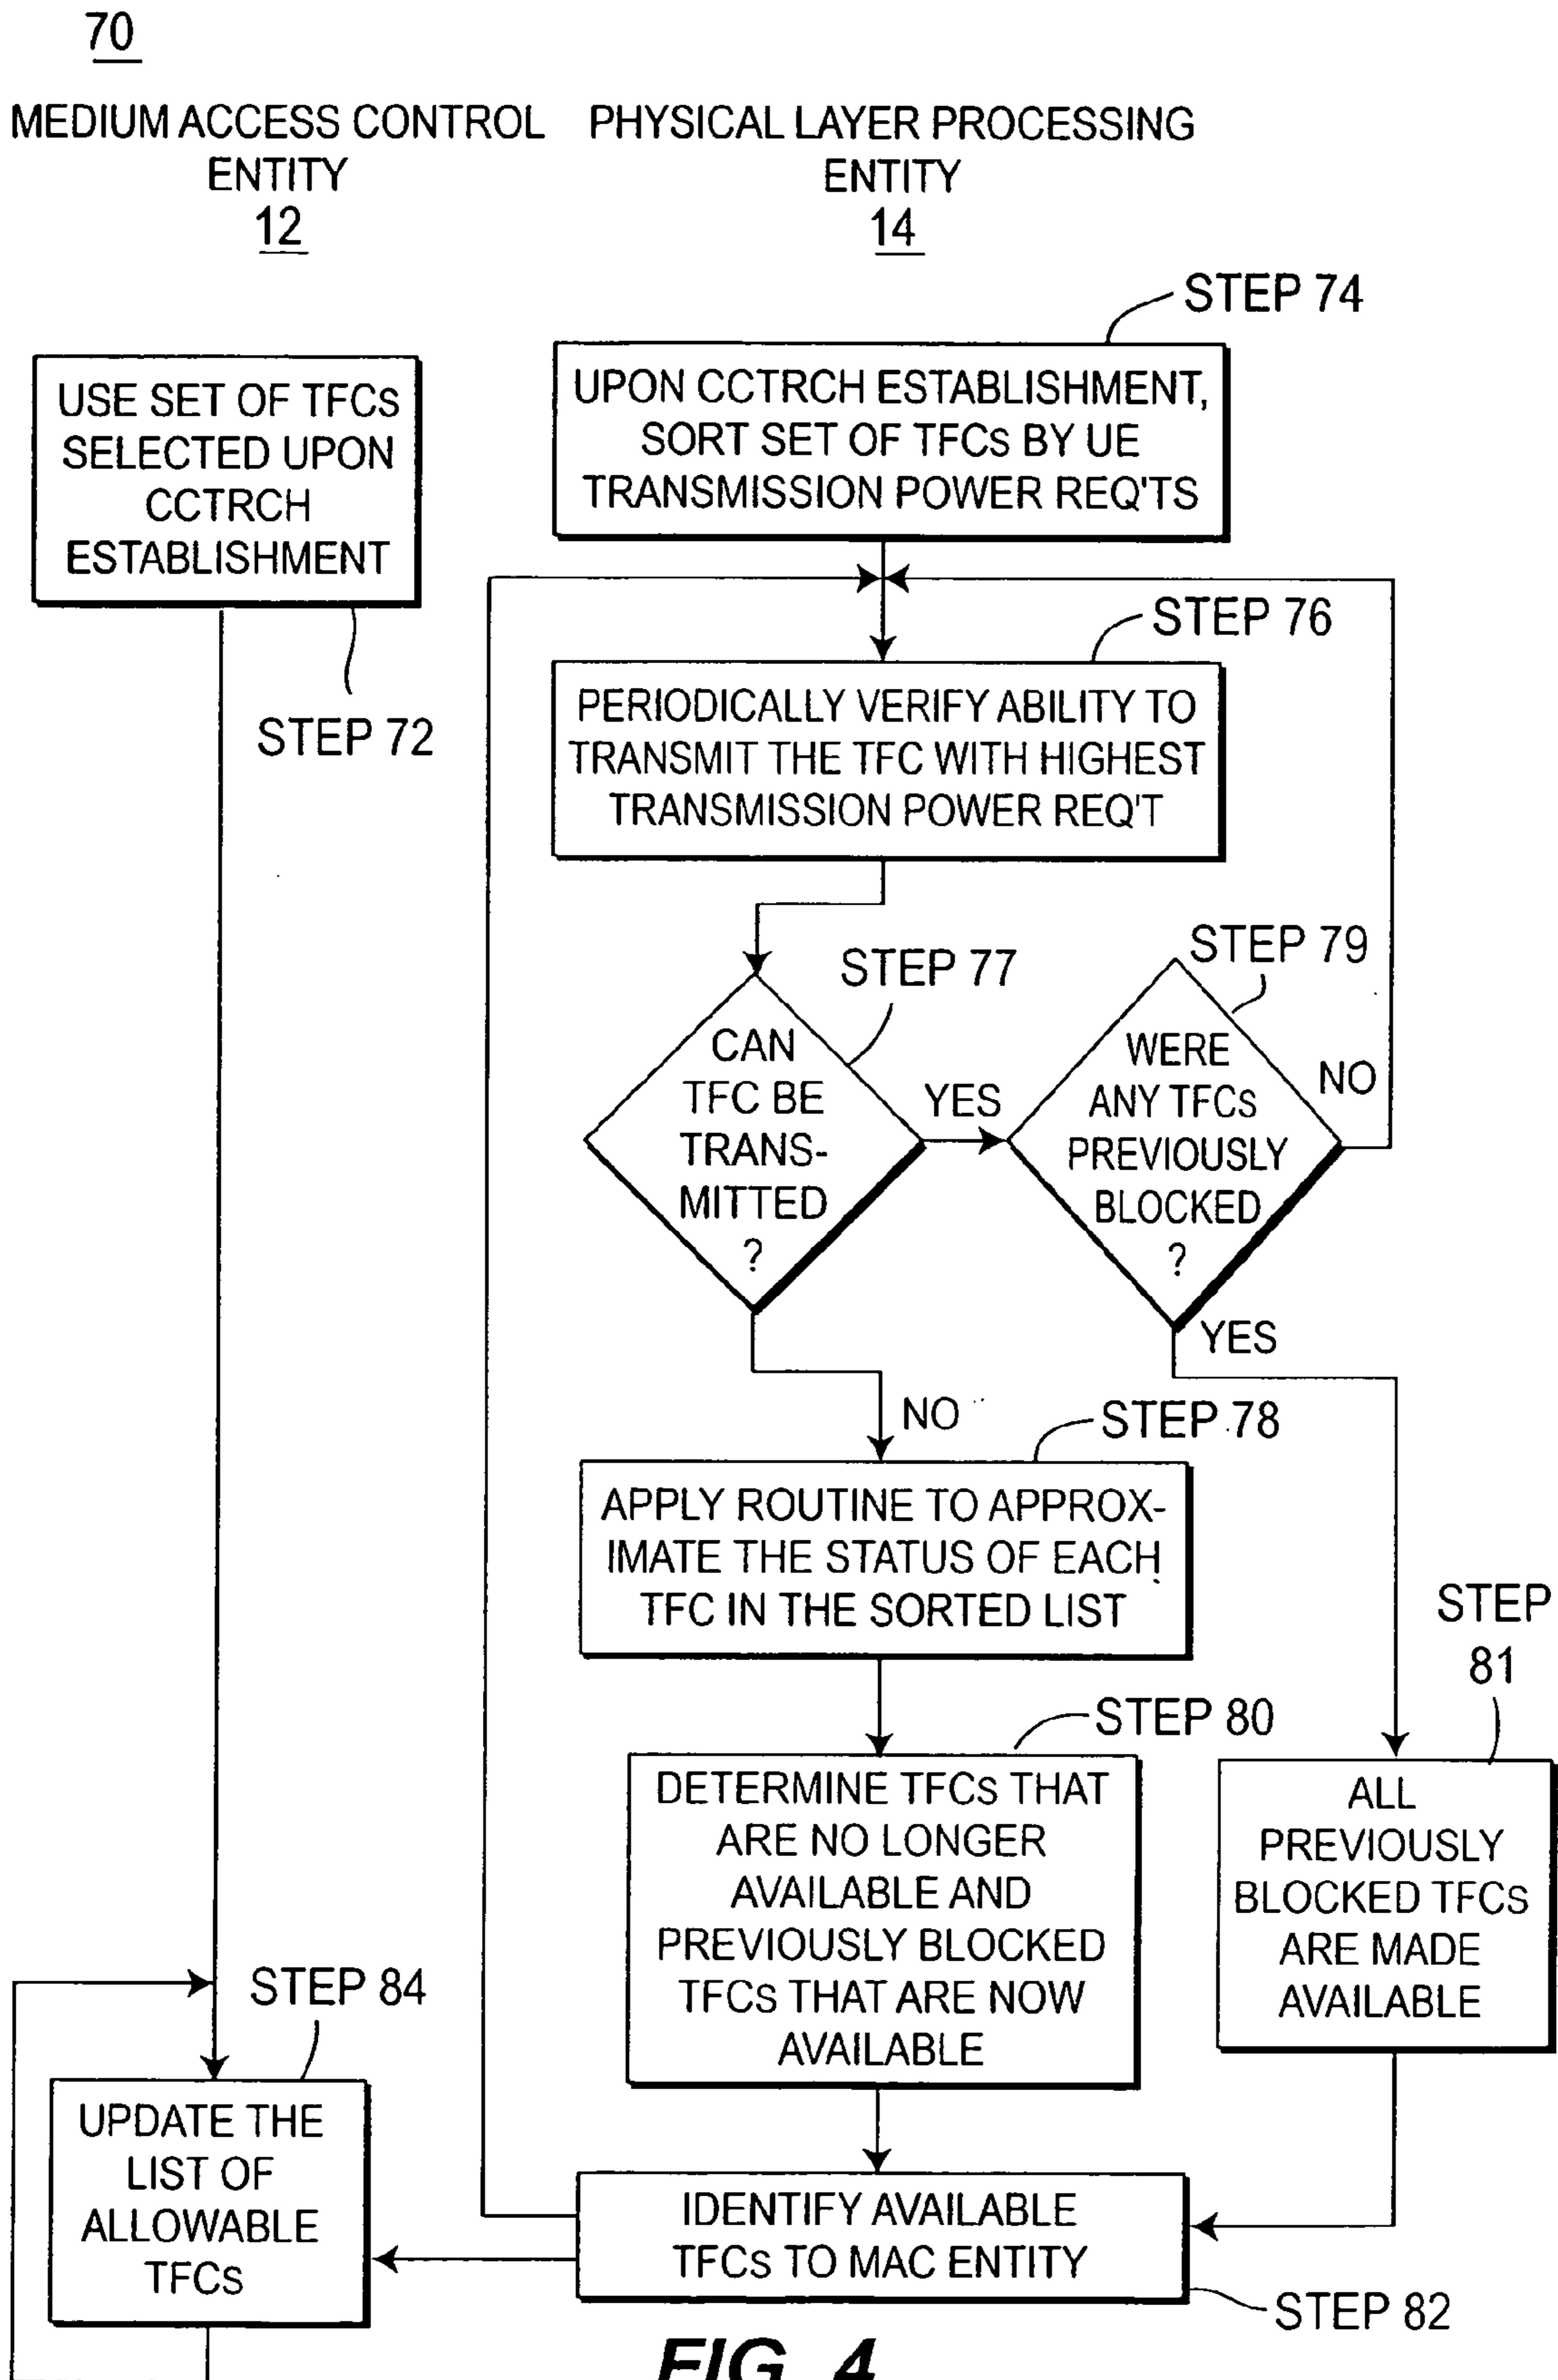 70
MEDIUM ACCESS CONTROL
ENTITY
12
PHYSICAL LAYER PROCESSING
ENTITY
14
STEP 74
UPON CCTRCH ESTABLISHMENT,
SORT SET OF TFCs BY UE
TRANSMISSION POWER REQ'TS
USE SET OF TFCs
SELECTED UPON
CCTRCH
ESTABLISHMENT
STEP 72
STEP 76
PERIODICALLY VERIFY ABILITY TO
TRANSMIT THE TFC WITH HIGHEST
TRANSMISSION POWER REQ'T
STEP 77
CAN
TFC BE
TRANS-
MITTED
?
YES
STEP 79
WERE
ANY TFCs
PREVIOUSLY
BLOCKED
?
NO
YES
NO
STEP 78
APPLY ROUTINE TO APPROX-
IMATE THE STATUS OF EACH
TFC IN THE SORTED LIST
STEP
81
STEP 80
DETERMINE TFCs THAT
ARE NO LONGER
AVAILABLE AND
PREVIOUSLY BLOCKED
TFCs THAT ARE NOW
AVAILABLE
ALL
PREVIOUSLY
BLOCKED TFCs
ARE MADE
AVAILABLE
STEP 84
UPDATE THE
LIST OF
ALLOWABLE
TFCs
IDENTIFY AVAILABLE
TFCs TO MAC ENTITY
STEP 82
FIG. 4